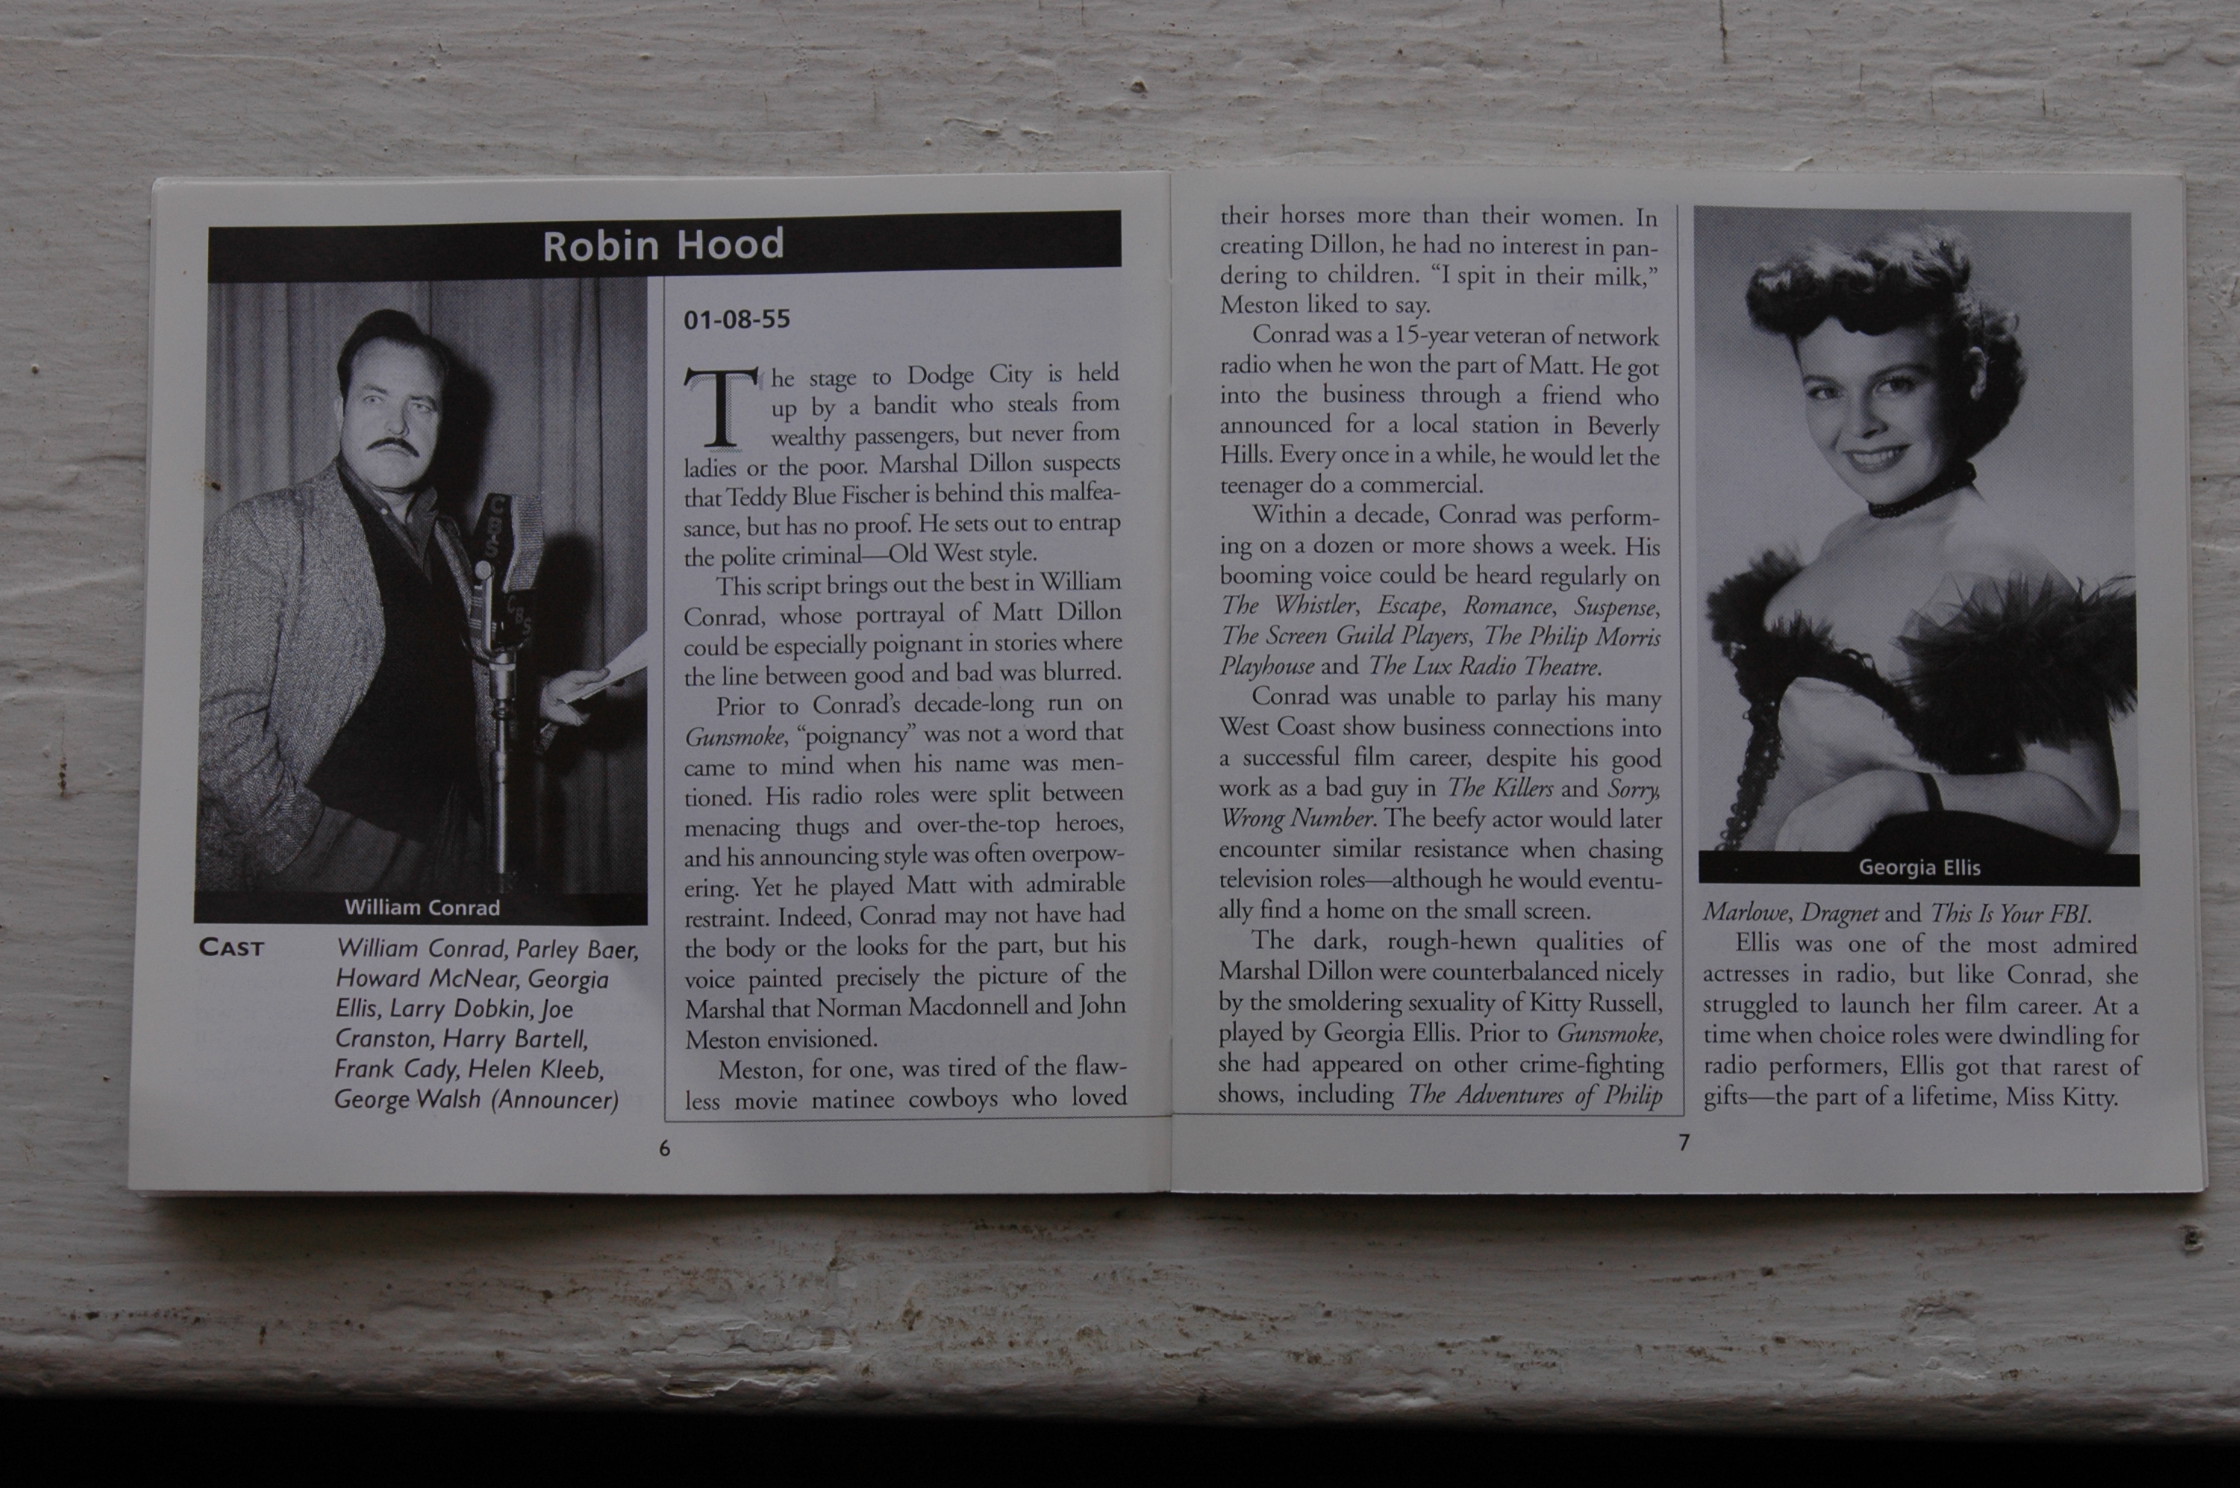 Robin Hood
CBS
CBS
William Conrad
CAST
William Conrad, Parley Baer,
Howard McNear, Georgia
Ellis, Larry Dobkin, Joe
Cranston, Harry Bartell,
Frank Cady, Helen Kleeb,
George Walsh (Announcer)
01-08-55
The stage to Dodge City is held
up by a bandit who steals from
wealthy passengers, but never from
ladies or the poor. Marshal Dillon suspects
that Teddy Blue Fischer is behind this malfea-
sance, but has no proof. He sets out to entrap
the polite criminal—Old West style.
This script brings out the best in William
Conrad, whose portrayal of Matt Dillon
could be especially poignant in stories where
the line between good and bad was blurred.
Prior to Conrad's decade-long run on
Gunsmoke, "poignancy" was not a word that
came to mind when his name was men-
tioned. His radio roles were split between
menacing thugs and over-the-top heroes,
and his announcing style was often overpow-
ering. Yet he played Matt with admirable
restraint. Indeed, Conrad may not have had
the body or the looks for the part, but his
voice painted precisely the picture of the
Marshal that Norman Macdonnell and John
Meston envisioned.
Meston, for one, was tired of the flaw-
less movie matinee cowboys who loved
6
their horses more than their women. In
creating Dillon, he had no interest in pan-
dering to children. "I spit in their milk,"
Meston liked to say.
Conrad was a 15-year veteran of network
radio when he won the part of Matt. He got
into the business through a friend who
announced for a local station in Beverly
Hills. Every once in a while, he would let the
teenager do a commercial.
Within a decade, Conrad was perform-
ing on a dozen or more shows a week. His
booming voice could be heard regularly on
The Whistler, Escape, Romance, Suspense,
The Screen Guild Players, The Philip Morris
Playhouse and The Lux Radio Theatre.
Conrad was unable to parlay his many
West Coast show business connections into
a successful film career, despite his good
work as a bad guy in The Killers and Sorry,
Wrong Number. The beefy actor would later
encounter similar resistance when chasing
television roles—although he would eventu-
ally find a home on the small screen.
The dark, rough-hewn qualities of
Marshal Dillon were counterbalanced nicely
by the smoldering sexuality of Kitty Russell,
played by Georgia Ellis. Prior to Gunsmoke,
she had appeared on other crime-fighting
shows, including The Adventures of Philip
Georgia Ellis
Marlowe, Dragnet and This Is Your FBI.
Ellis was one of the most admired
actresses in radio, but like Conrad, she
struggled to launch her film career. At a
time when choice roles were dwindling for
radio performers, Ellis got that rarest of
gifts—the part of a lifetime, Miss Kitty.
7